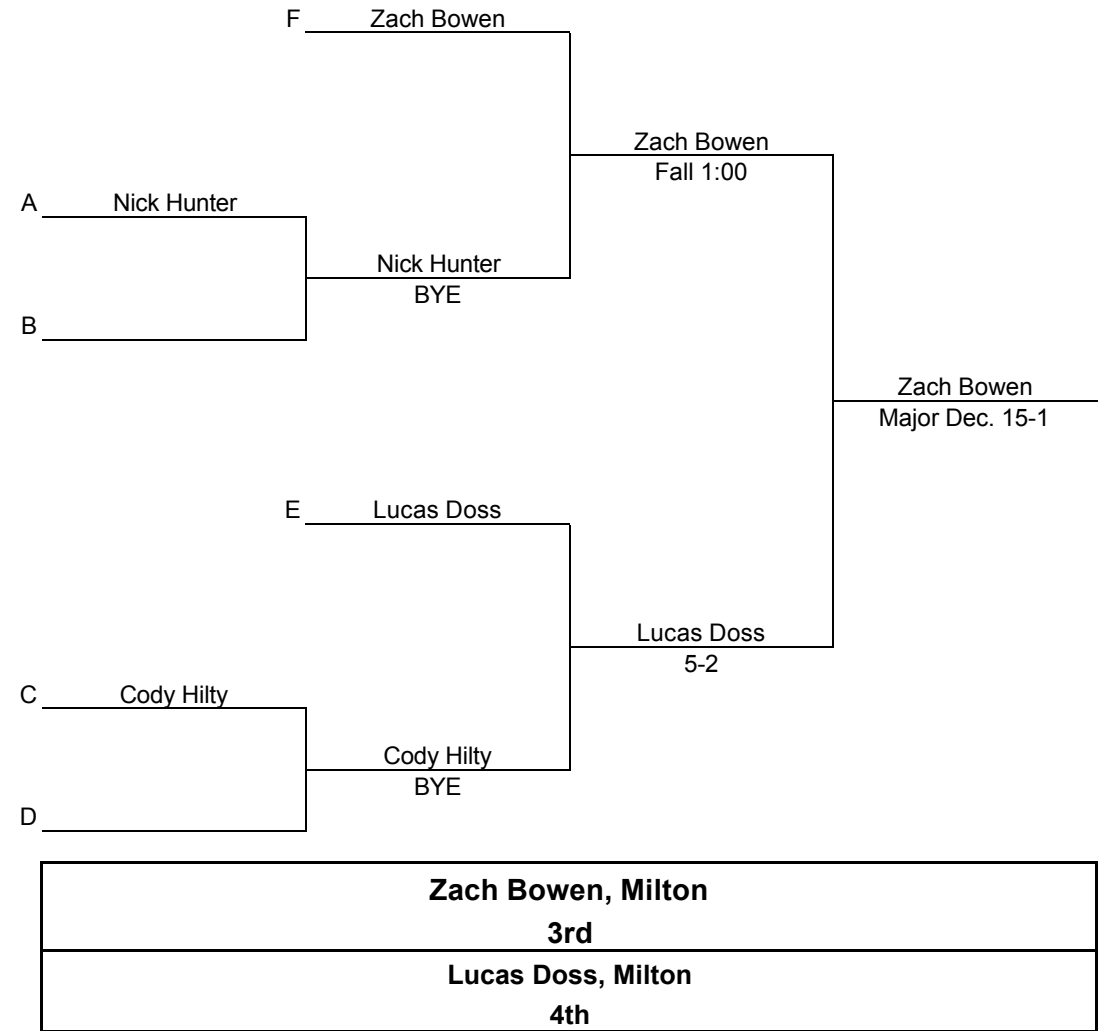 F Zach Bowen
Zach Bowen
Fall 1:00
A Nick Hunter
Nick Hunter
BYE
B
Zach Bowen
Major Dec. 15-1
E Lucas Doss
Lucas Doss
5-2
C Cody Hilty
Cody Hilty
BYE
D
Zach Bowen, Milton
3rd
Lucas Doss, Milton
4th